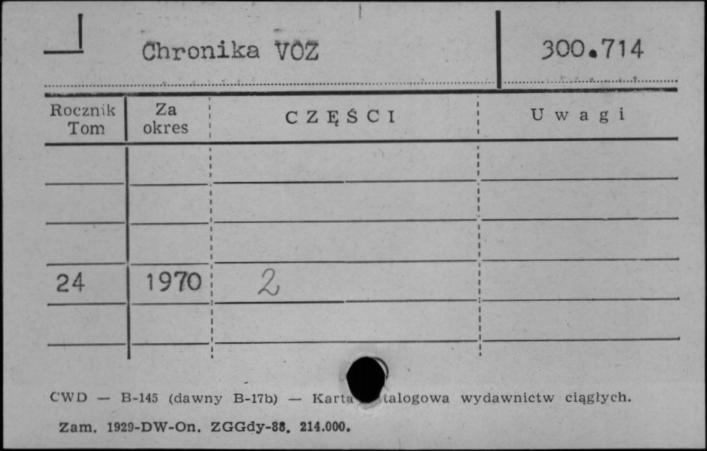 Chronika VOZ 300.714
Rocznik Tom Za okres CZĘŚCI Uwagi
24 1970 2
CWD — B-145 (dawny B-17b) — Karta wydawnictw ciągłych.
Zam. 1929-DW-On. ZGGdy-88. 214.000.